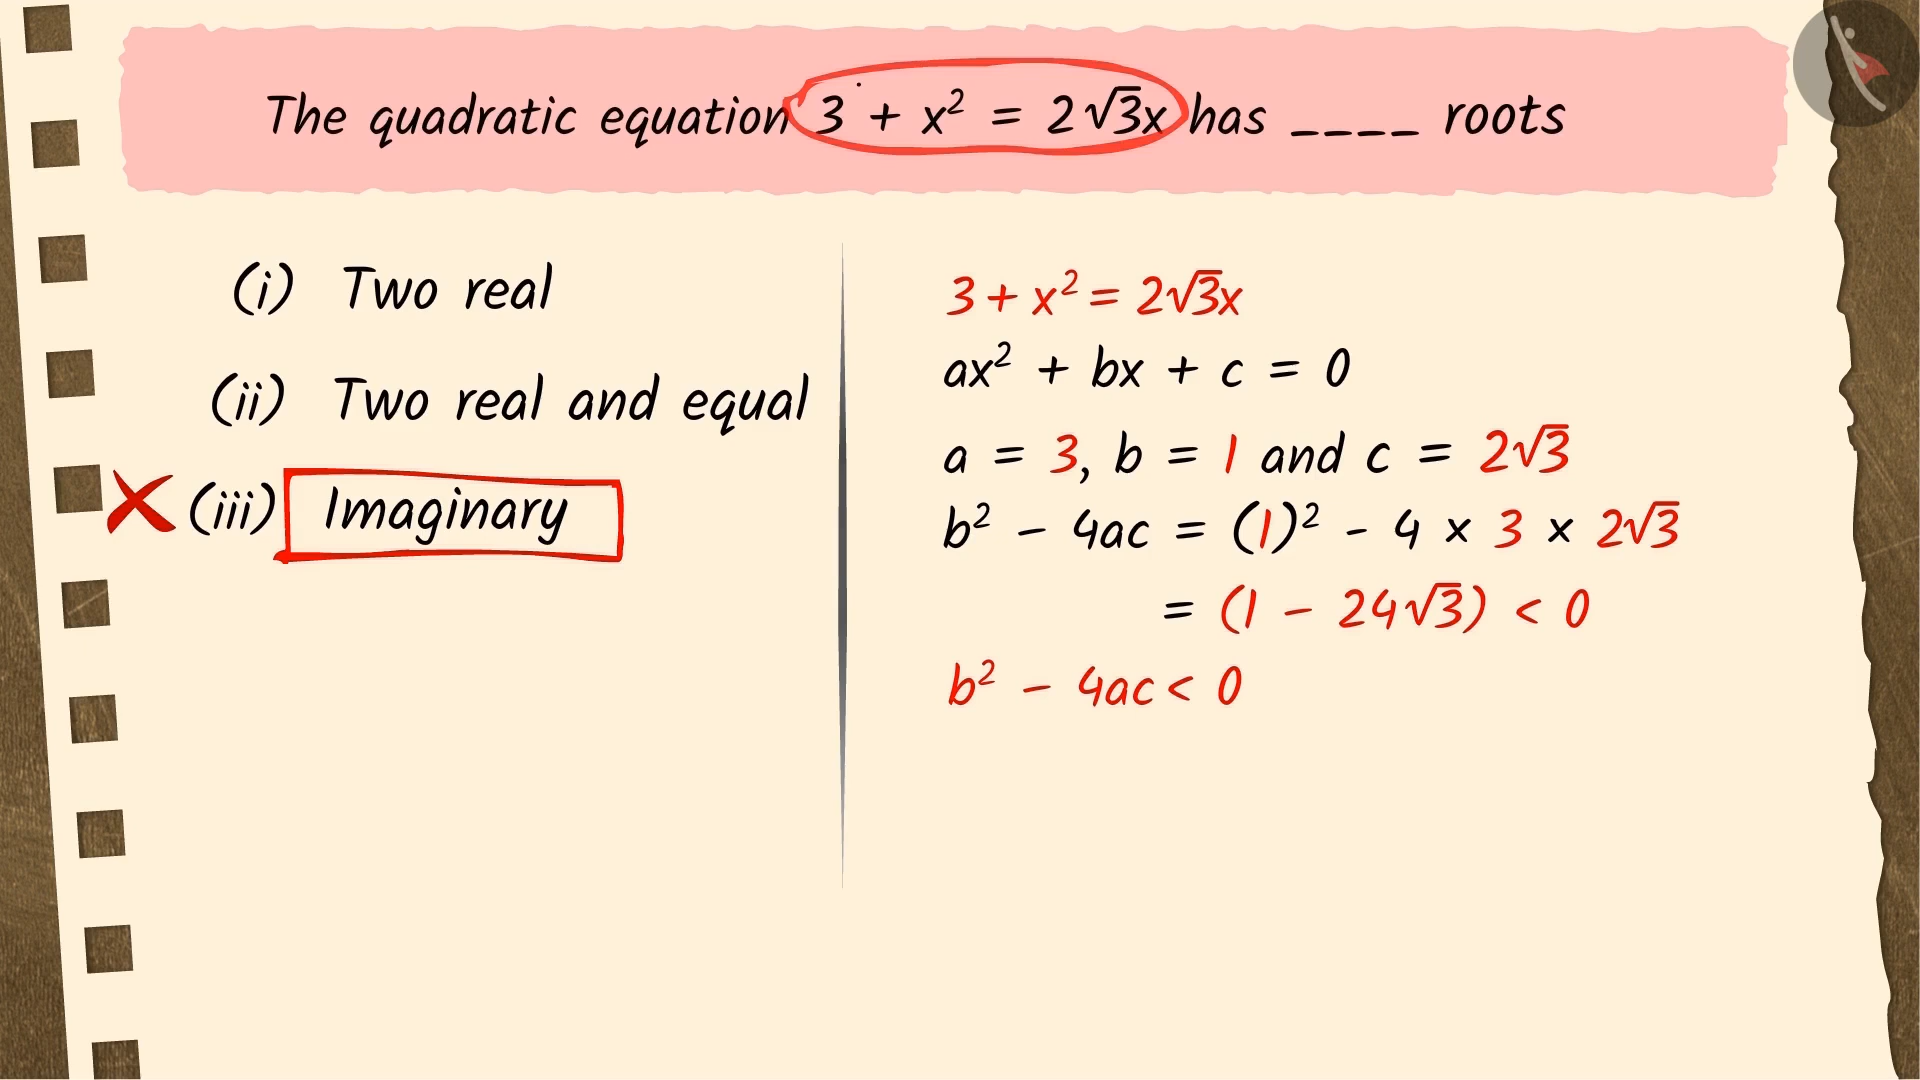 The quadratic equation 3 + x² = 2√3x has ____ roots
(i) Two real
(ii) Two real and equal
(iii) Imaginary
3 + x² = 2√3x
ax² + bx + c = 0
a = 3, b = 1 and c = 2√3
b² - 4ac = (1)² - 4 × 3 × 2√3
= (1 - 24√3) < 0
b² - 4ac < 0